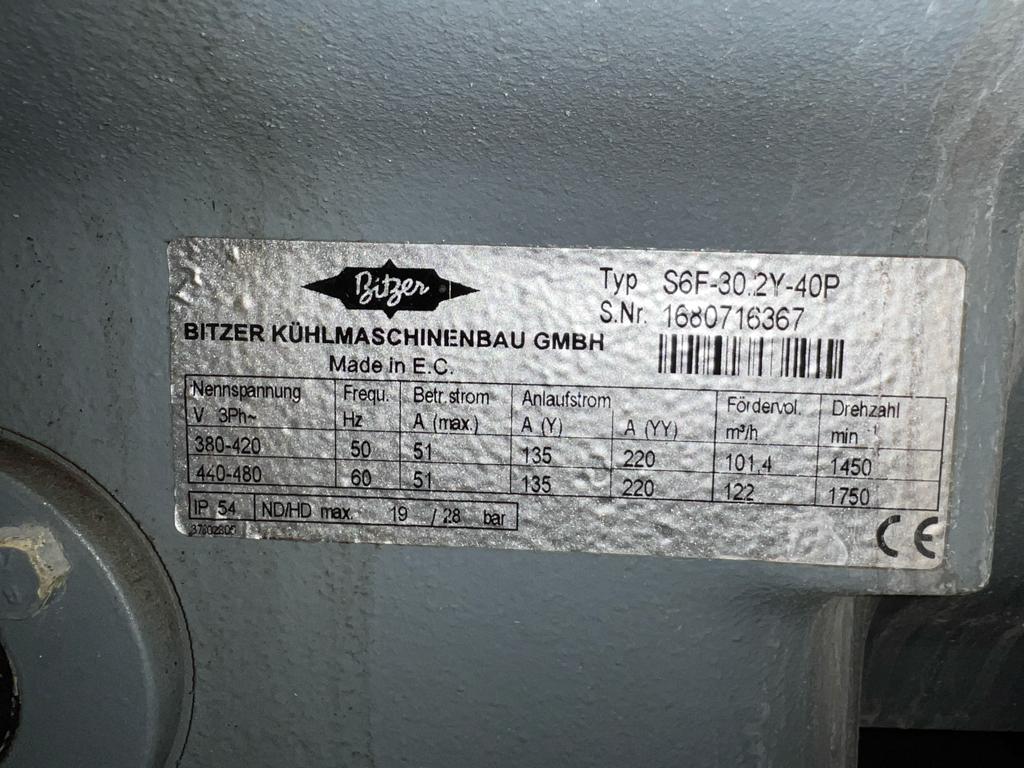 Bitzer
BITZER KÜHLMASCHINENBAU GMBH
Made in E.C.
Typ S6F-30.2Y-40P
S.Nr. 1680716367
Nennspannung Frequ. Betr.strom Anlaufstrom Fördervol. Drehzahl
V 3Ph~ Hz A (max.) A (Y) A (YY) m³/h min⁻¹
380-420 50 51 135 220 101,4 1450
440-480 60 51 135 220 122 1750
IP 54 ND/HD max. 19 / 28 bar
CE